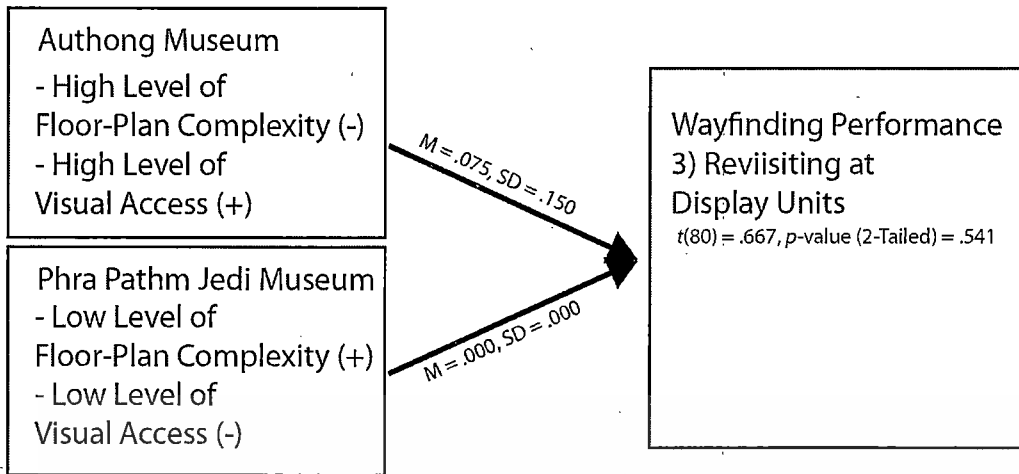 Authong Museum
- High Level of
Floor-Plan Complexity (-)
- High Level of
Visual Access (+)
M = .075, SD = .150
Phra Pathm Jedi Museum
- Low Level of
Floor-Plan Complexity (+)
- Low Level of
Visual Access (-)
M = .000, SD = .000
Wayfinding Performance
3) Reviisiting at
Display Units
t(80) = .667, p-value (2-Tailed) = .541